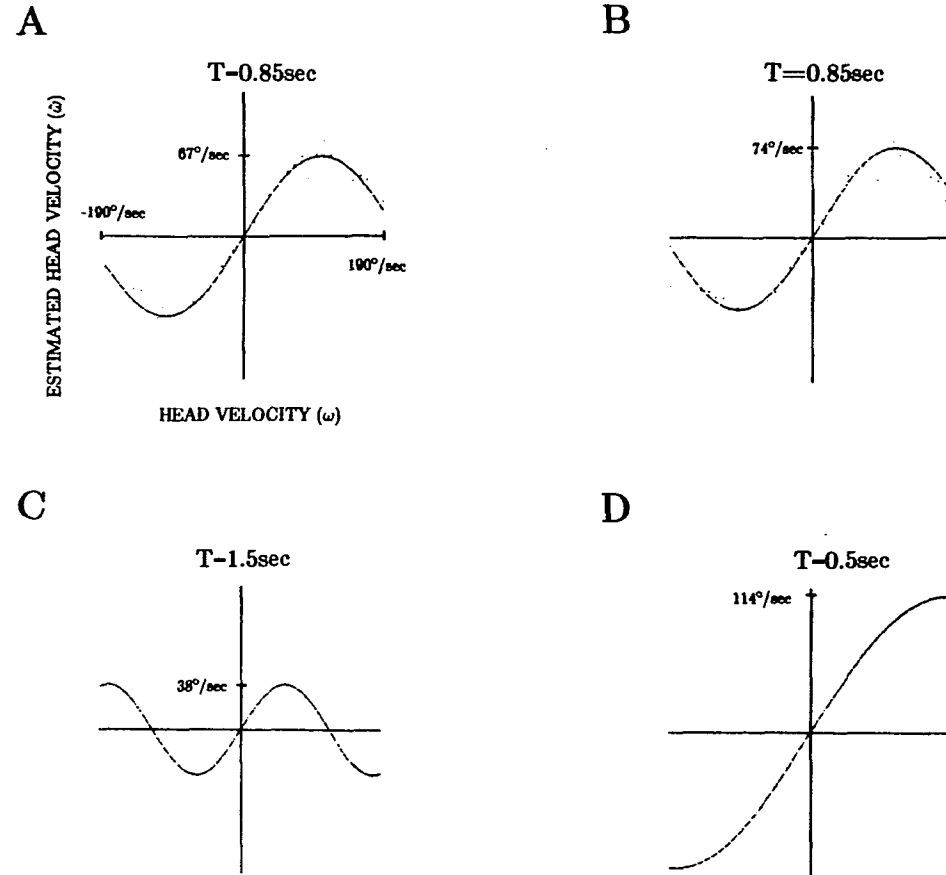 A
T-0.85sec
ESTIMATED HEAD VELOCITY (ω̂)
67°/sec
-190°/sec
190°/sec
HEAD VELOCITY (ω)
B
T=0.85sec
74°/sec
C
T-1.5sec
38°/sec
D
T-0.5sec
114°/sec